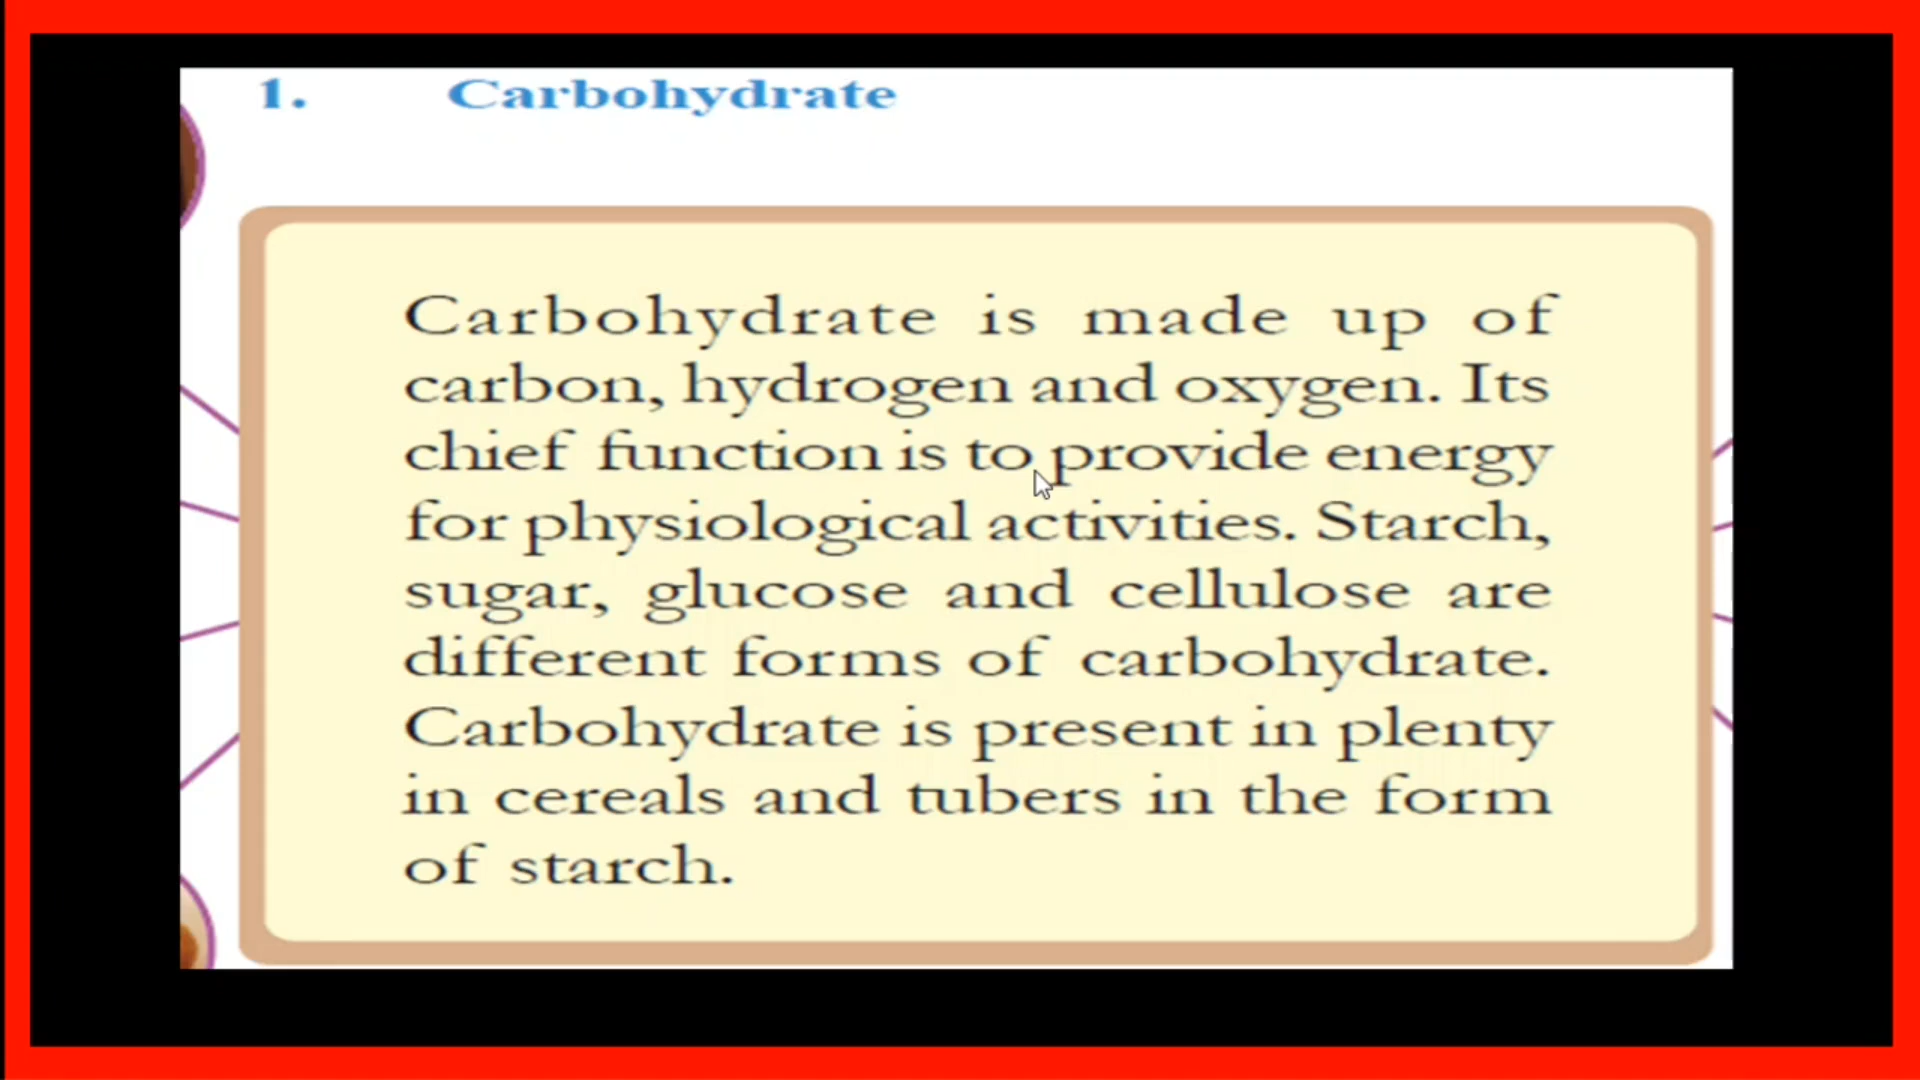 1. Carbohydrate
Carbohydrate is made up of
carbon, hydrogen and oxygen. Its
chief function is to provide energy
for physiological activities. Starch,
sugar, glucose and cellulose are
different forms of carbohydrate.
Carbohydrate is present in plenty
in cereals and tubers in the form
of starch.